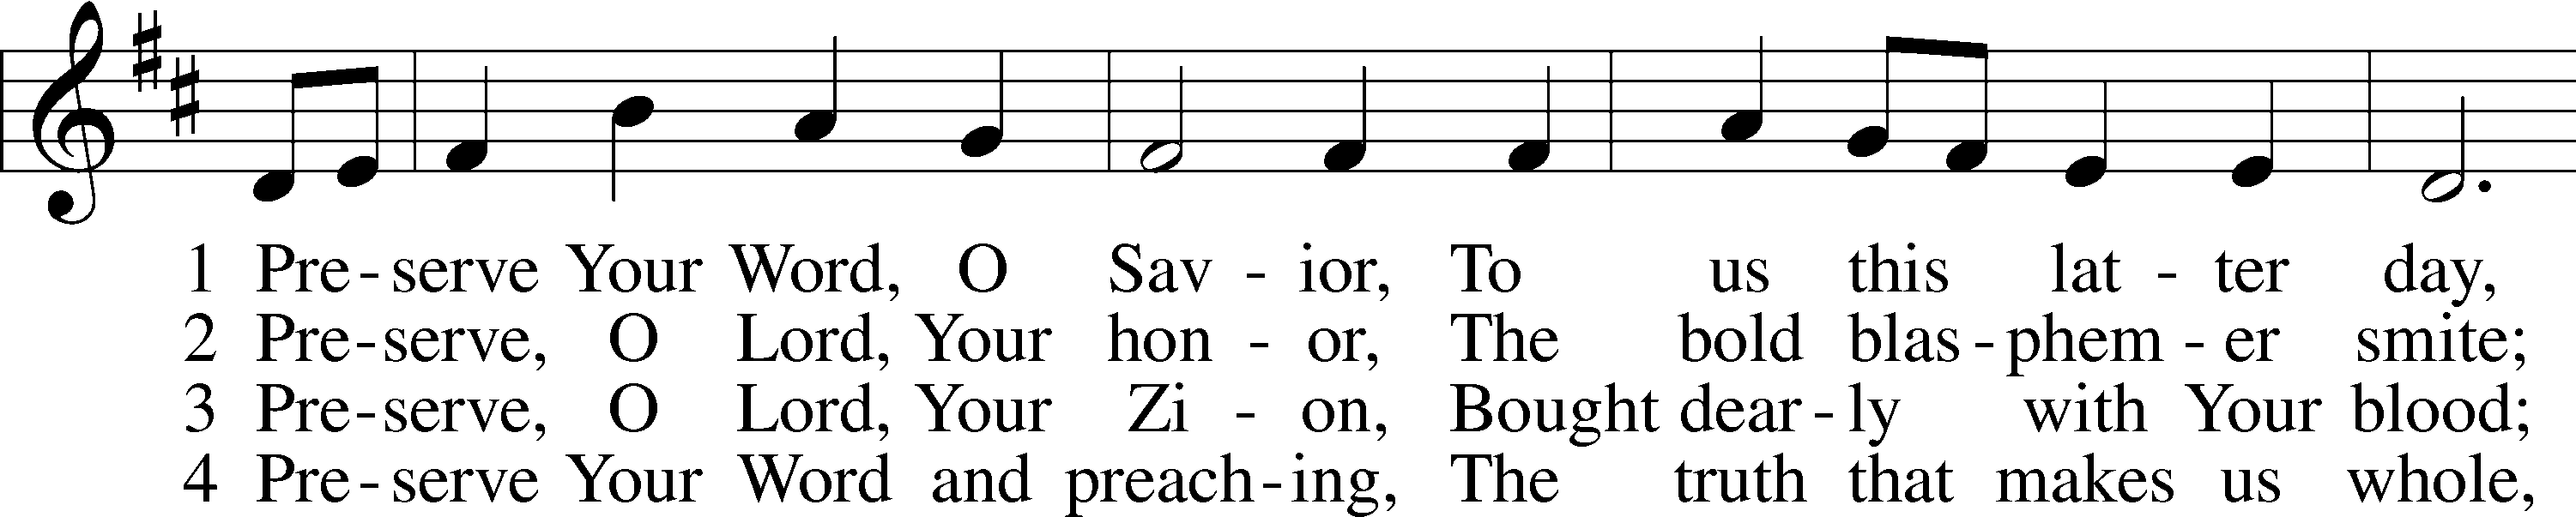 1 Pre-serve Your Word, O Sav - ior, To us this lat - ter day,
2 Pre-serve, O Lord, Your hon - or, The bold blas-phem - er smite;
3 Pre-serve, O Lord, Your Zi - on, Bought dear-ly with Your blood;
4 Pre-serve Your Word and preach-ing, The truth that makes us whole,